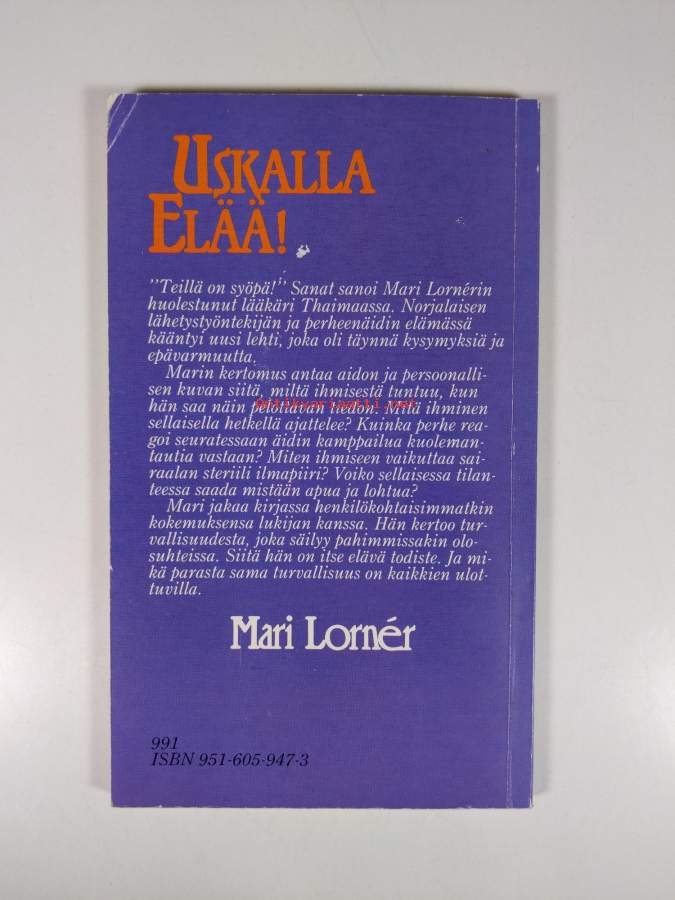 USKALLA
ELÄÄ!
"Teillä on syöpä!" Sanat sanoi Mari Lornérin
huolestunut lääkäri Thaimaassa. Norjalaisen
lähetystyöntekijän ja perheenäidin elämässä
kääntyi uusi lehti, joka oli täynnä kysymyksiä ja
epävarmuutta.
Marin kertomus antaa aidon ja persoonalli-
sen kuvan siitä, miltä ihmisestä tuntuu, kun
hän saa näin pelottavan tiedon. Mitä ihminen
sellaisella hetkellä ajattelee? Kuinka perhe rea-
goi seuratessaan äidin kamppailua kuoleman-
tautia vastaan? Miten ihmiseen vaikuttaa sai-
raalan steriili ilmapiiri? Voiko sellaisessa tilan-
teessa saada mistään apua ja lohtua?
Mari jakaa kirjassa henkilökohtaisimmatkin
kokemuksensa lukijan kanssa. Hän kertoo tur-
vallisuudesta, joka säilyy pahimmissakin olo-
suhteissa. Siitä hän on itse elävä todiste. Ja mi-
kä parasta sama turvallisuus on kaikkien ulot-
tuvilla.
Mari Lornér
991
ISBN 951-605-947-3